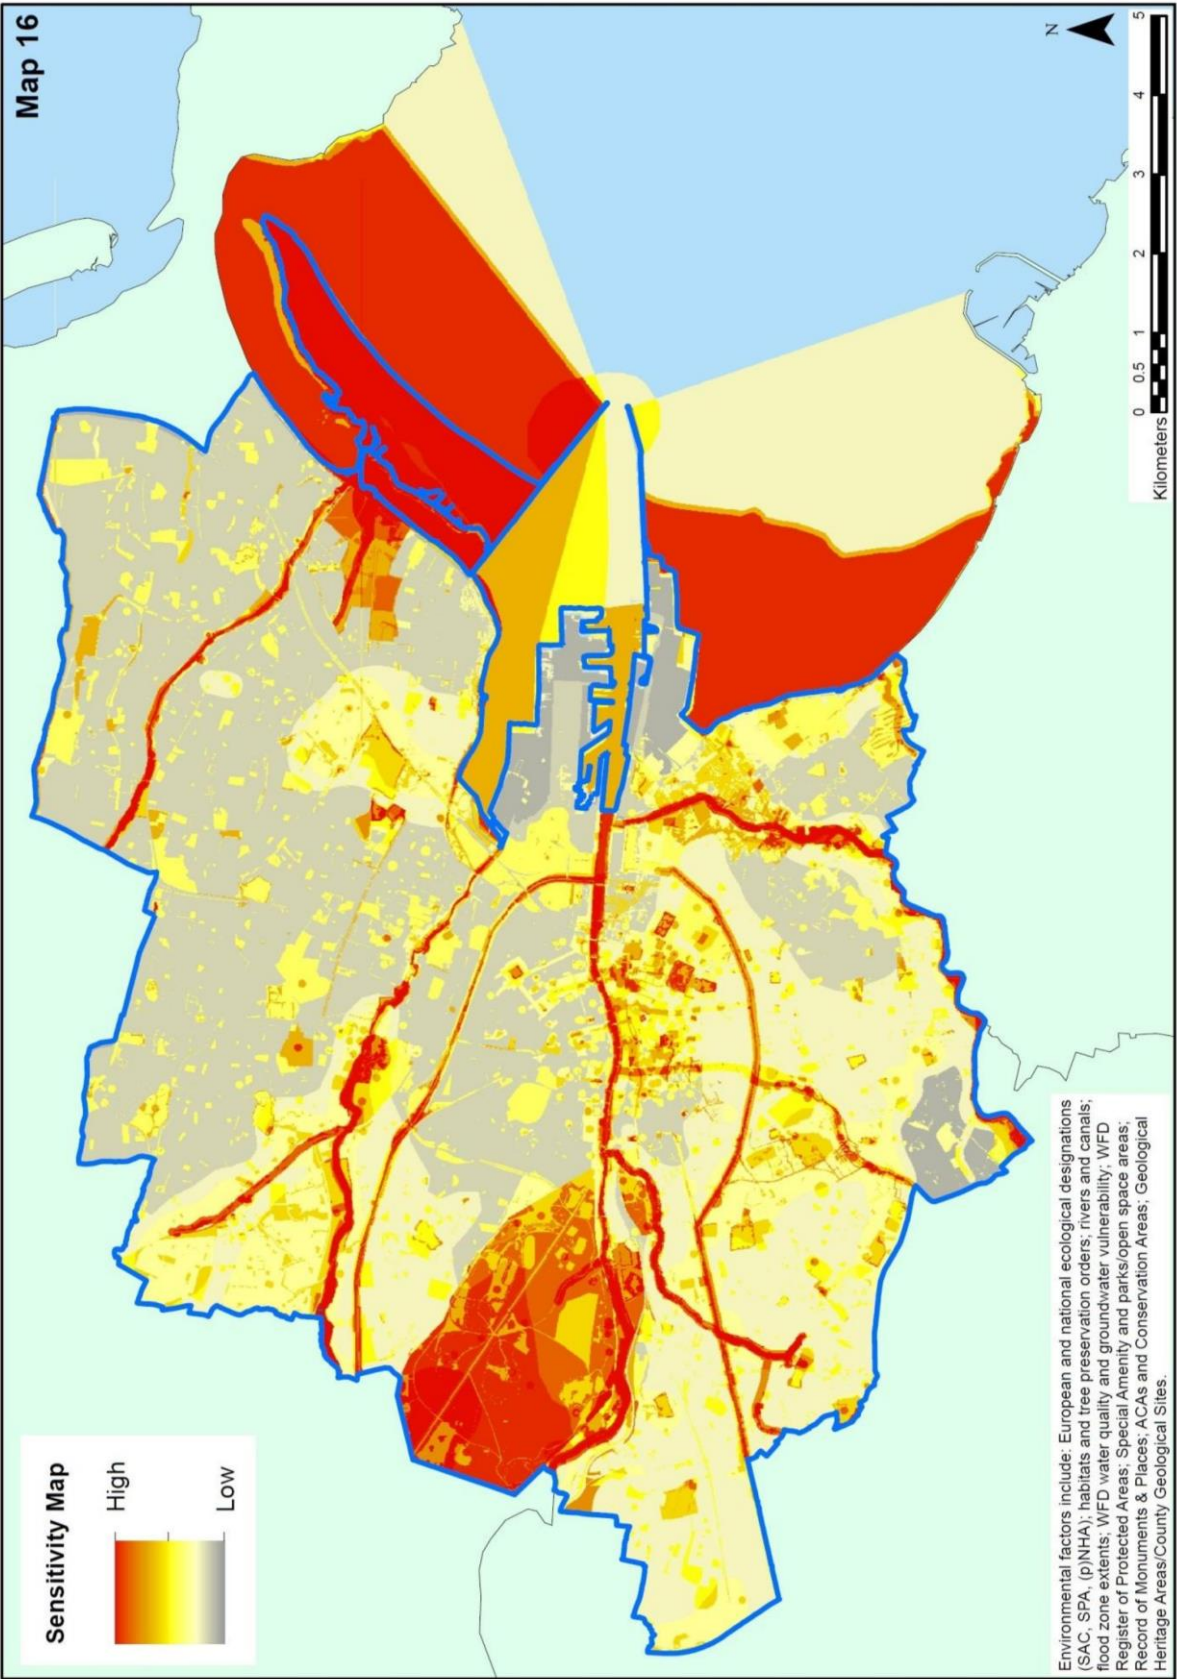 Map 16
N
Sensitivity Map
High
Low
0 0.5 1 2 3 4 5
Kilometers
Environmental factors include: European and national ecological designations
(SAC, SPA, (p)NHA); habitats and tree preservation orders; rivers and canals;
flood zone extents; WFD water quality and groundwater vulnerability; WFD
Register of Protected Areas; Special Amenity and parks/open space areas;
Record of Monuments & Places; ACAs and Conservation Areas; Geological
Heritage Areas/County Geological Sites.